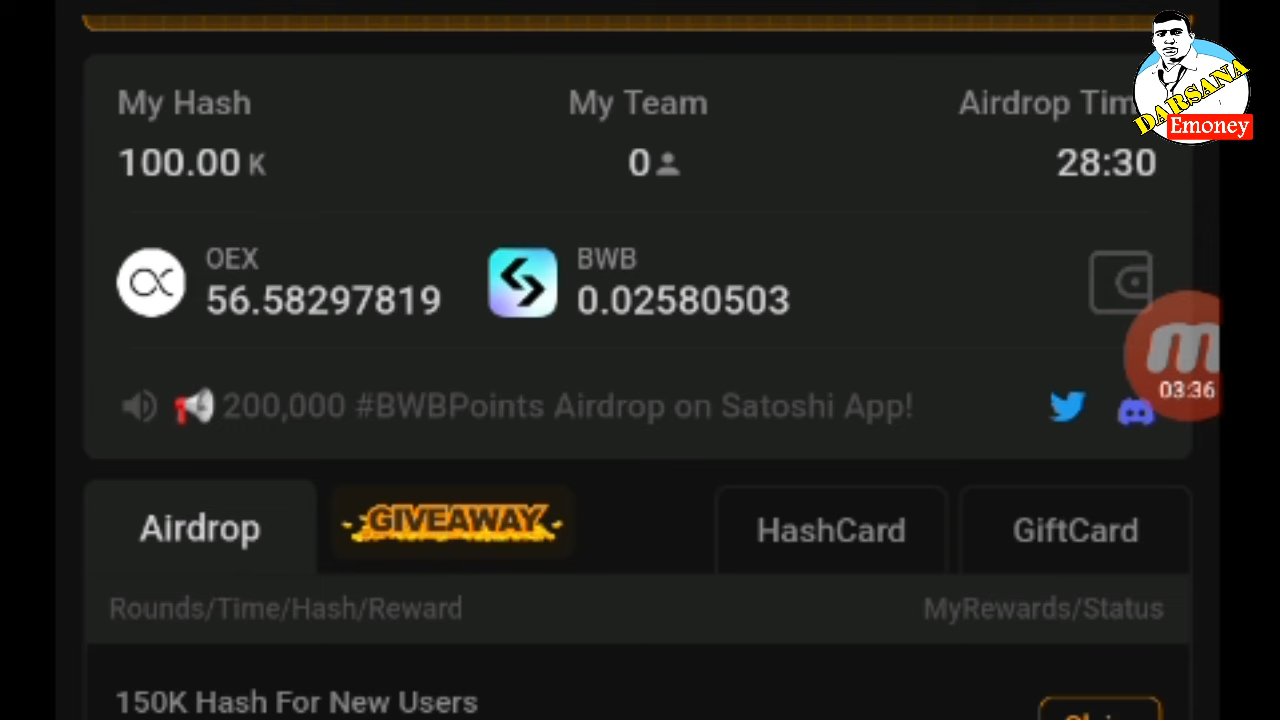 My Hash
My Team
Airdrop Tim
100.00 K
0
28:30
OEX
56.58297819
BWB
0.02580503
📢 200,000 #BWBPoints Airdrop on Satoshi App!
03:36
DARSANA
Emoney
Airdrop
GIVEAWAY
HashCard
GiftCard
Rounds/Time/Hash/Reward
MyRewards/Status
150K Hash For New Users